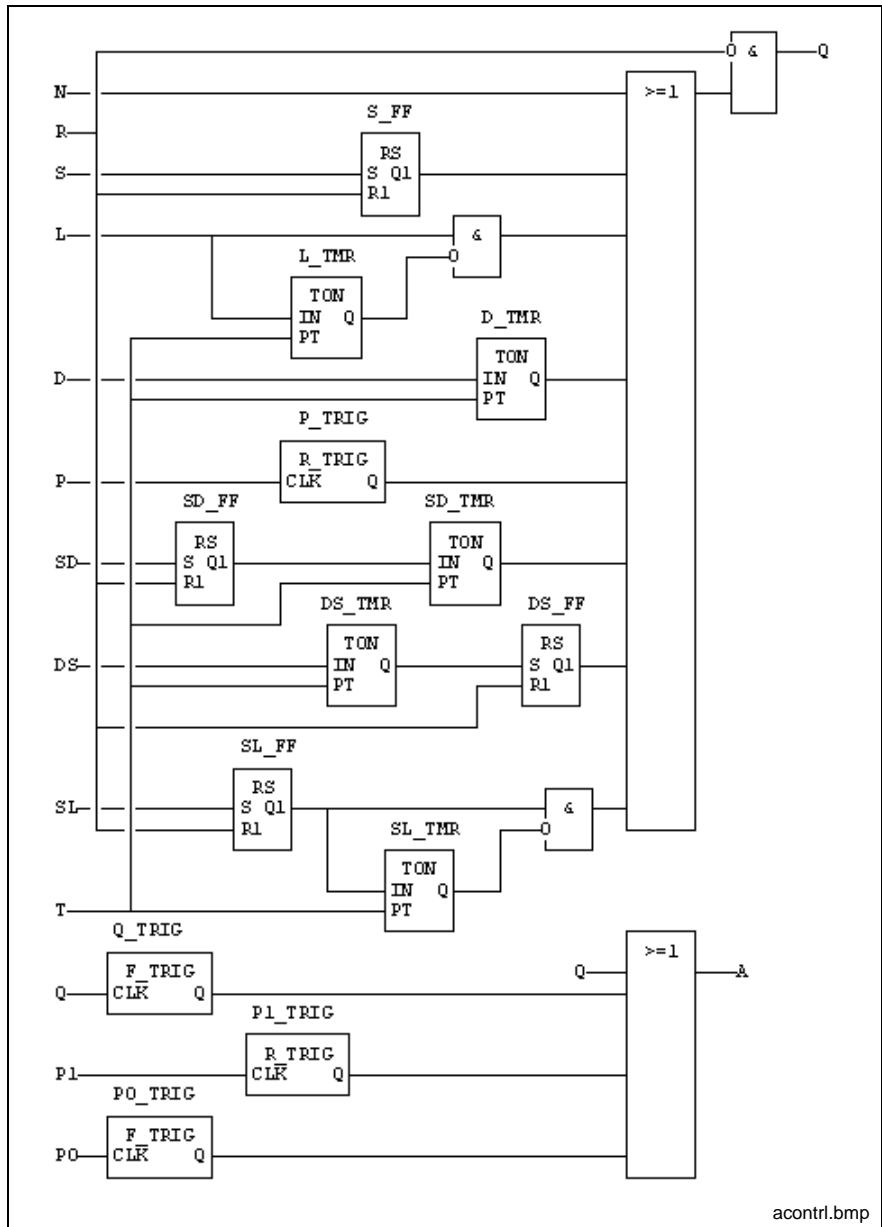 & Q
N >=1
R
S_FF
RS
S S Q1
R1
L &
L_TMR
TON
IN Q
PT
D_TMR
TON
D IN Q
PT
P_TRIG
R_TRIG
P CLK Q
SD_FF SD_TMR
RS TON
SD S Q1 IN Q
R1 PT
DS_TMR DS_FF
TON RS
DS IN Q S Q1
PT R1
SL_FF
RS
SL S Q1 &
R1 SL_TMR
TON
IN Q
T PT
Q_TRIG
>=1
F_TRIG Q A
Q CLK Q
P1_TRIG
R_TRIG
P1 CLK Q
P0_TRIG
F_TRIG
P0 CLK Q
acontrl.bmp